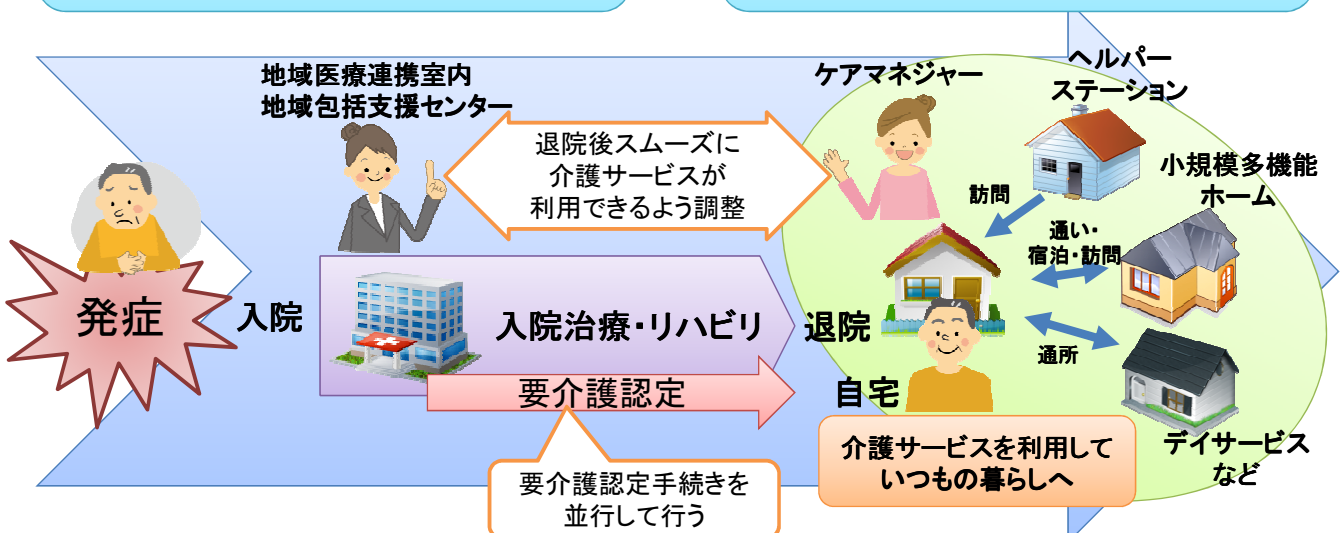 地域医療連携室内
地域包括支援センター
退院後スムーズに
介護サービスが
利用できるよう調整
ケアマネジャー
ヘルパー
ステーション
小規模多機能
ホーム
訪問
通い・
宿泊・訪問
通所
デイサービス
など
発症
入院
入院治療・リハビリ
退院
自宅
要介護認定
要介護認定手続きを
並行して行う
介護サービスを利用して
いつもの暮らしへ